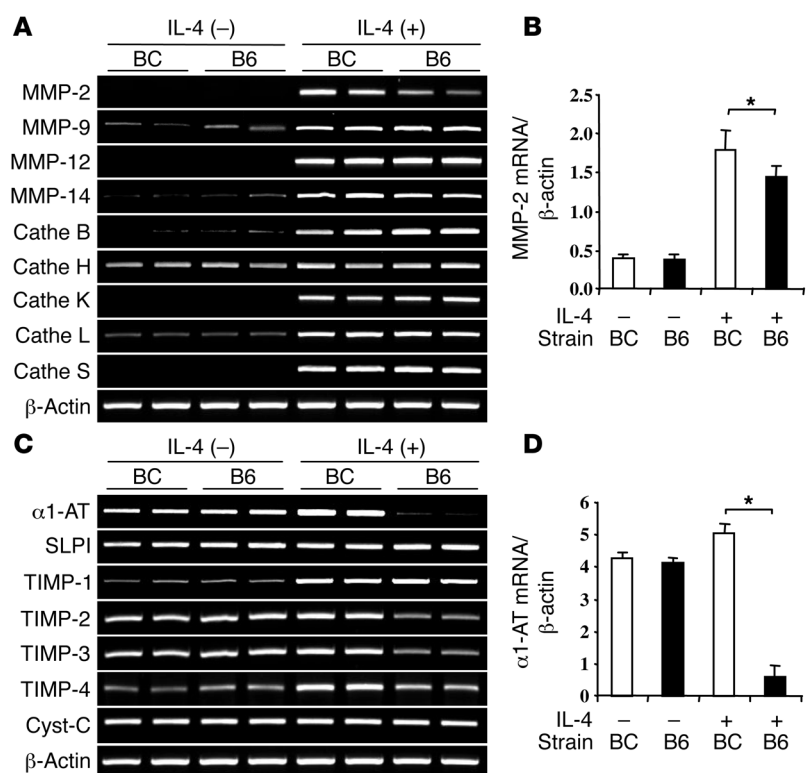 A
IL-4 (–) IL-4 (+)
BC B6 BC B6
MMP-2
MMP-9
MMP-12
MMP-14
Cathe B
Cathe H
Cathe K
Cathe L
Cathe S
β-Actin
B
MMP-2 mRNA/
β-actin
2.5
2.0
1.5
1.0
0.5
0.0
*
IL-4 – – + +
Strain BC B6 BC B6
C
IL-4 (–) IL-4 (+)
BC B6 BC B6
α1-AT
SLPI
TIMP-1
TIMP-2
TIMP-3
TIMP-4
Cyst-C
β-Actin
D
α1-AT mRNA/
β-actin
6
5
4
3
2
1
0
*
IL-4 – – + +
Strain BC B6 BC B6